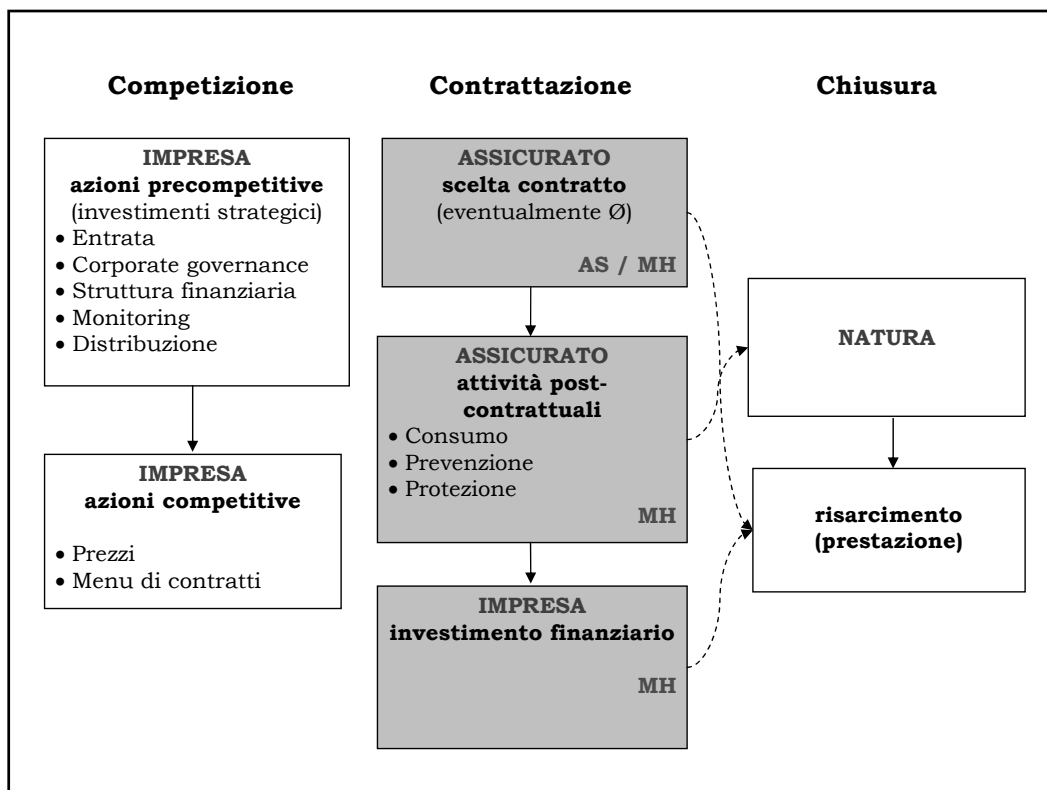 Competizione
Contrattazione
Chiusura
IMPRESA
azioni precompetitive
(investimenti strategici)
• Entrata
• Corporate governance
• Struttura finanziaria
• Monitoring
• Distribuzione
IMPRESA
azioni competitive
• Prezzi
• Menu di contratti
ASSICURATO
scelta contratto
(eventualmente Ø)
AS / MH
ASSICURATO
attività post-
contrattuali
• Consumo
• Prevenzione
• Protezione
MH
IMPRESA
investimento finanziario
MH
NATURA
risarcimento
(prestazione)